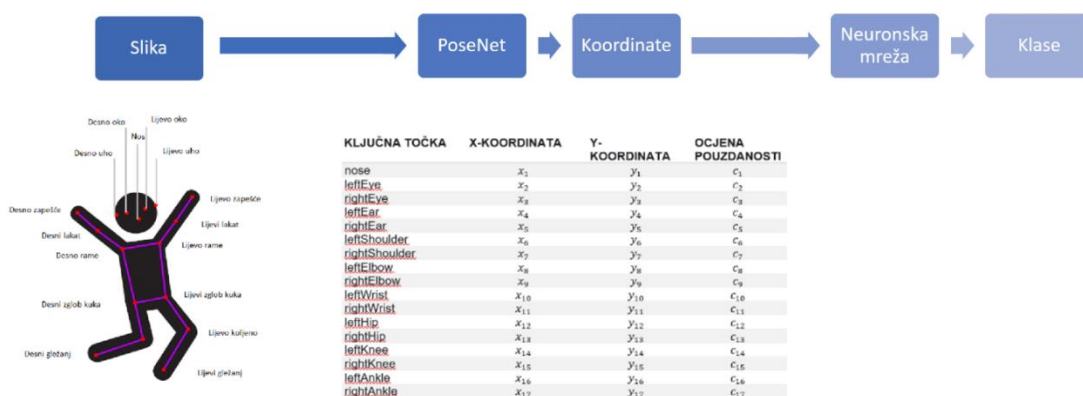 Slika
PoseNet
Koordinate
Neuronska
mreža
Klase
Desno oko
Lijevo oko
Nos
Desno uho
Lijevo uho
Desno zapešće
Lijevo zapešće
Desni lakat
Lijevi lakat
Desno rame
Lijevo rame
Desni zglob kuka
Lijevi zglob kuka
Lijevo koljeno
Desni gležanj
Lijevi gležanj
KLJUČNA TOČKA X-KOORDINATA Y-KOORDINATA OCJENA POUZDANOSTI
nose x₁ y₁ c₁
leftEye x₂ y₂ c₂
rightEye x₃ y₃ c₃
leftEar x₄ y₄ c₄
rightEar x₅ y₅ c₅
leftShoulder x₆ y₆ c₆
rightShoulder x₇ y₇ c₇
leftElbow x₈ y₈ c₈
rightElbow x₉ y₉ c₉
leftWrist x₁₀ y₁₀ c₁₀
rightWrist x₁₁ y₁₁ c₁₁
leftHip x₁₂ y₁₂ c₁₂
rightHip x₁₃ y₁₃ c₁₃
leftKnee x₁₄ y₁₄ c₁₄
rightKnee x₁₅ y₁₅ c₁₅
leftAnkle x₁₆ y₁₆ c₁₆
rightAnkle x₁₇ y₁₇ c₁₇